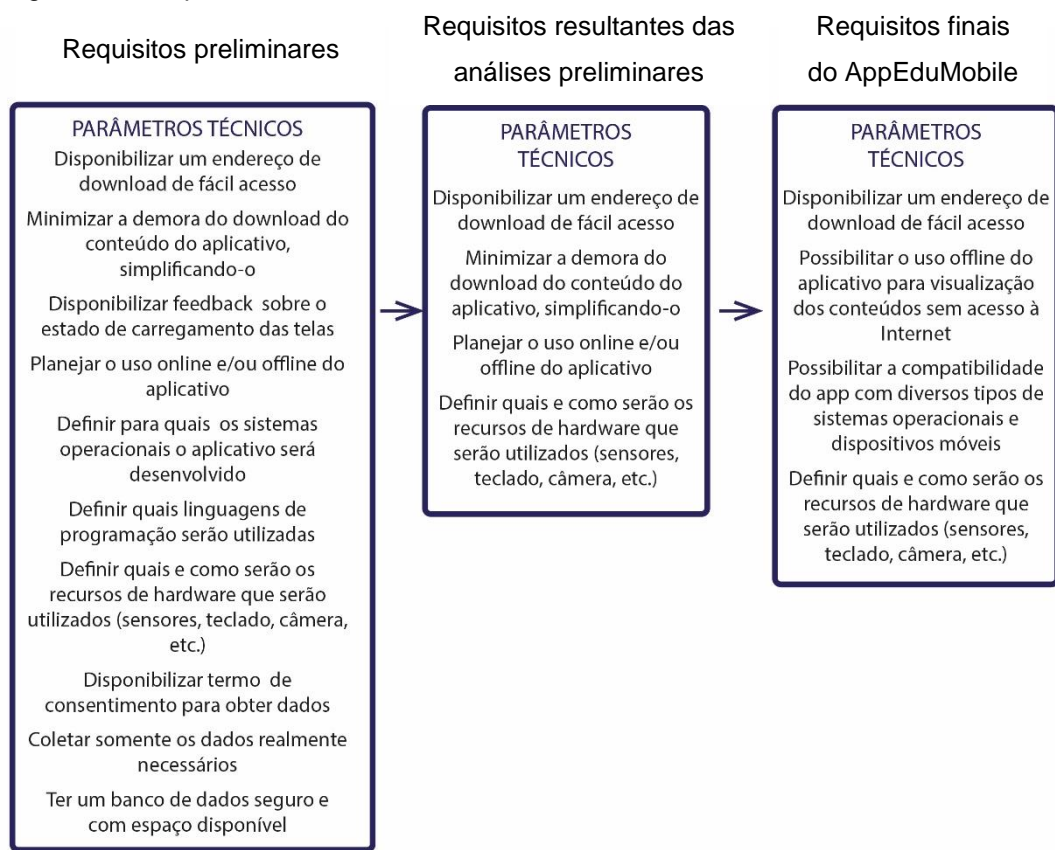 Requisitos preliminares
PARÂMETROS TÉCNICOS
Disponibilizar um endereço de
download de fácil acesso
Minimizar a demora do download do
conteúdo do aplicativo,
simplificando-o
Disponibilizar feedback sobre o
estado de carregamento das telas
Planejar o uso online e/ou offline do
aplicativo
Definir para quais os sistemas
operacionais o aplicativo será
desenvolvido
Definir quais linguagens de
programação serão utilizadas
Definir quais e como serão os
recursos de hardware que serão
utilizados (sensores, teclado, câmera,
etc.)
Disponibilizar termo de
consentimento para obter dados
Coletar somente os dados realmente
necessários
Ter um banco de dados seguro e
com espaço disponível
Requisitos resultantes das
análises preliminares
PARÂMETROS
TÉCNICOS
Disponibilizar um endereço de
download de fácil acesso
Minimizar a demora do
download do conteúdo do
aplicativo, simplificando-o
Planejar o uso online e/ou
offline do aplicativo
Definir quais e como serão os
recursos de hardware que
serão utilizados (sensores,
teclado, câmera, etc.)
Requisitos finais
do AppEduMobile
PARÂMETROS
TÉCNICOS
Disponibilizar um endereço de
download de fácil acesso
Possibilitar o uso offline do
aplicativo para visualização
dos conteúdos sem acesso à
Internet
Possibilitar a compatibilidade
do app com diversos tipos de
sistemas operacionais e
dispositivos móveis
Definir quais e como serão os
recursos de hardware que
serão utilizados (sensores,
teclado, câmera, etc.)